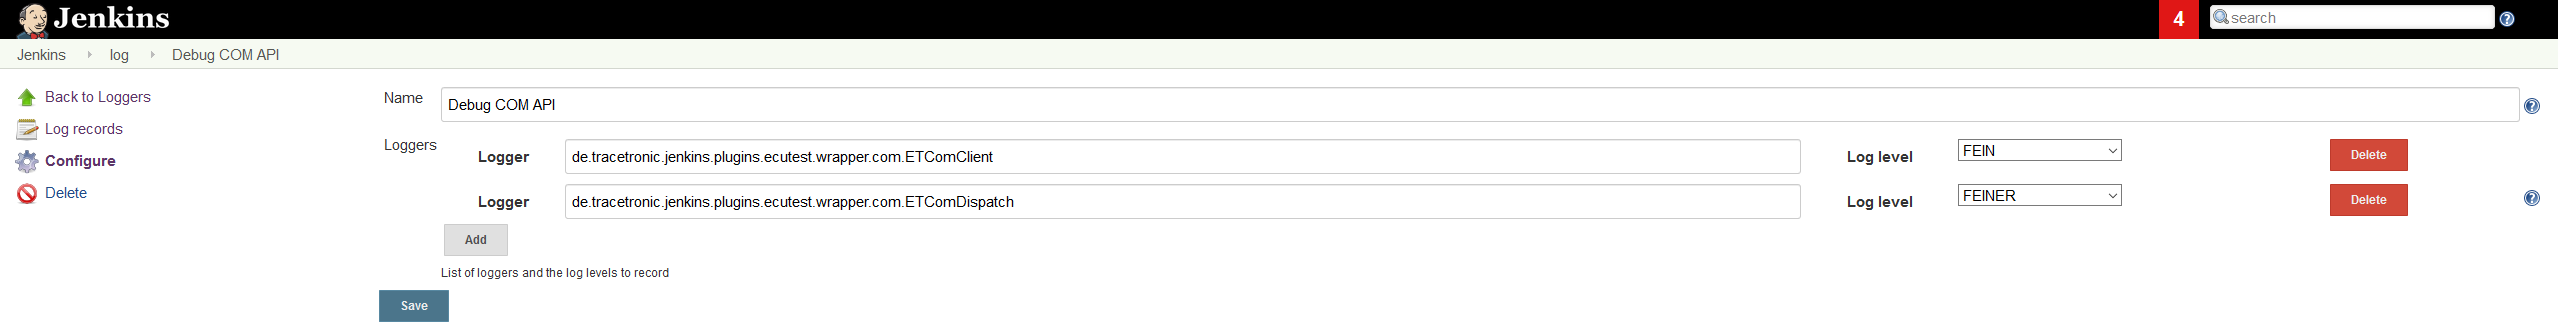 Jenkins 4 search
Jenkins log Debug COM API
Back to Loggers
Log records
Configure
Delete
Name Debug COM API
Loggers
Logger de.tracetronic.jenkins.plugins.ecutest.wrapper.com.ETComClient Log level FEIN Delete
Logger de.tracetronic.jenkins.plugins.ecutest.wrapper.com.ETComDispatch Log level FEINER Delete
Add
List of loggers and the log levels to record
Save